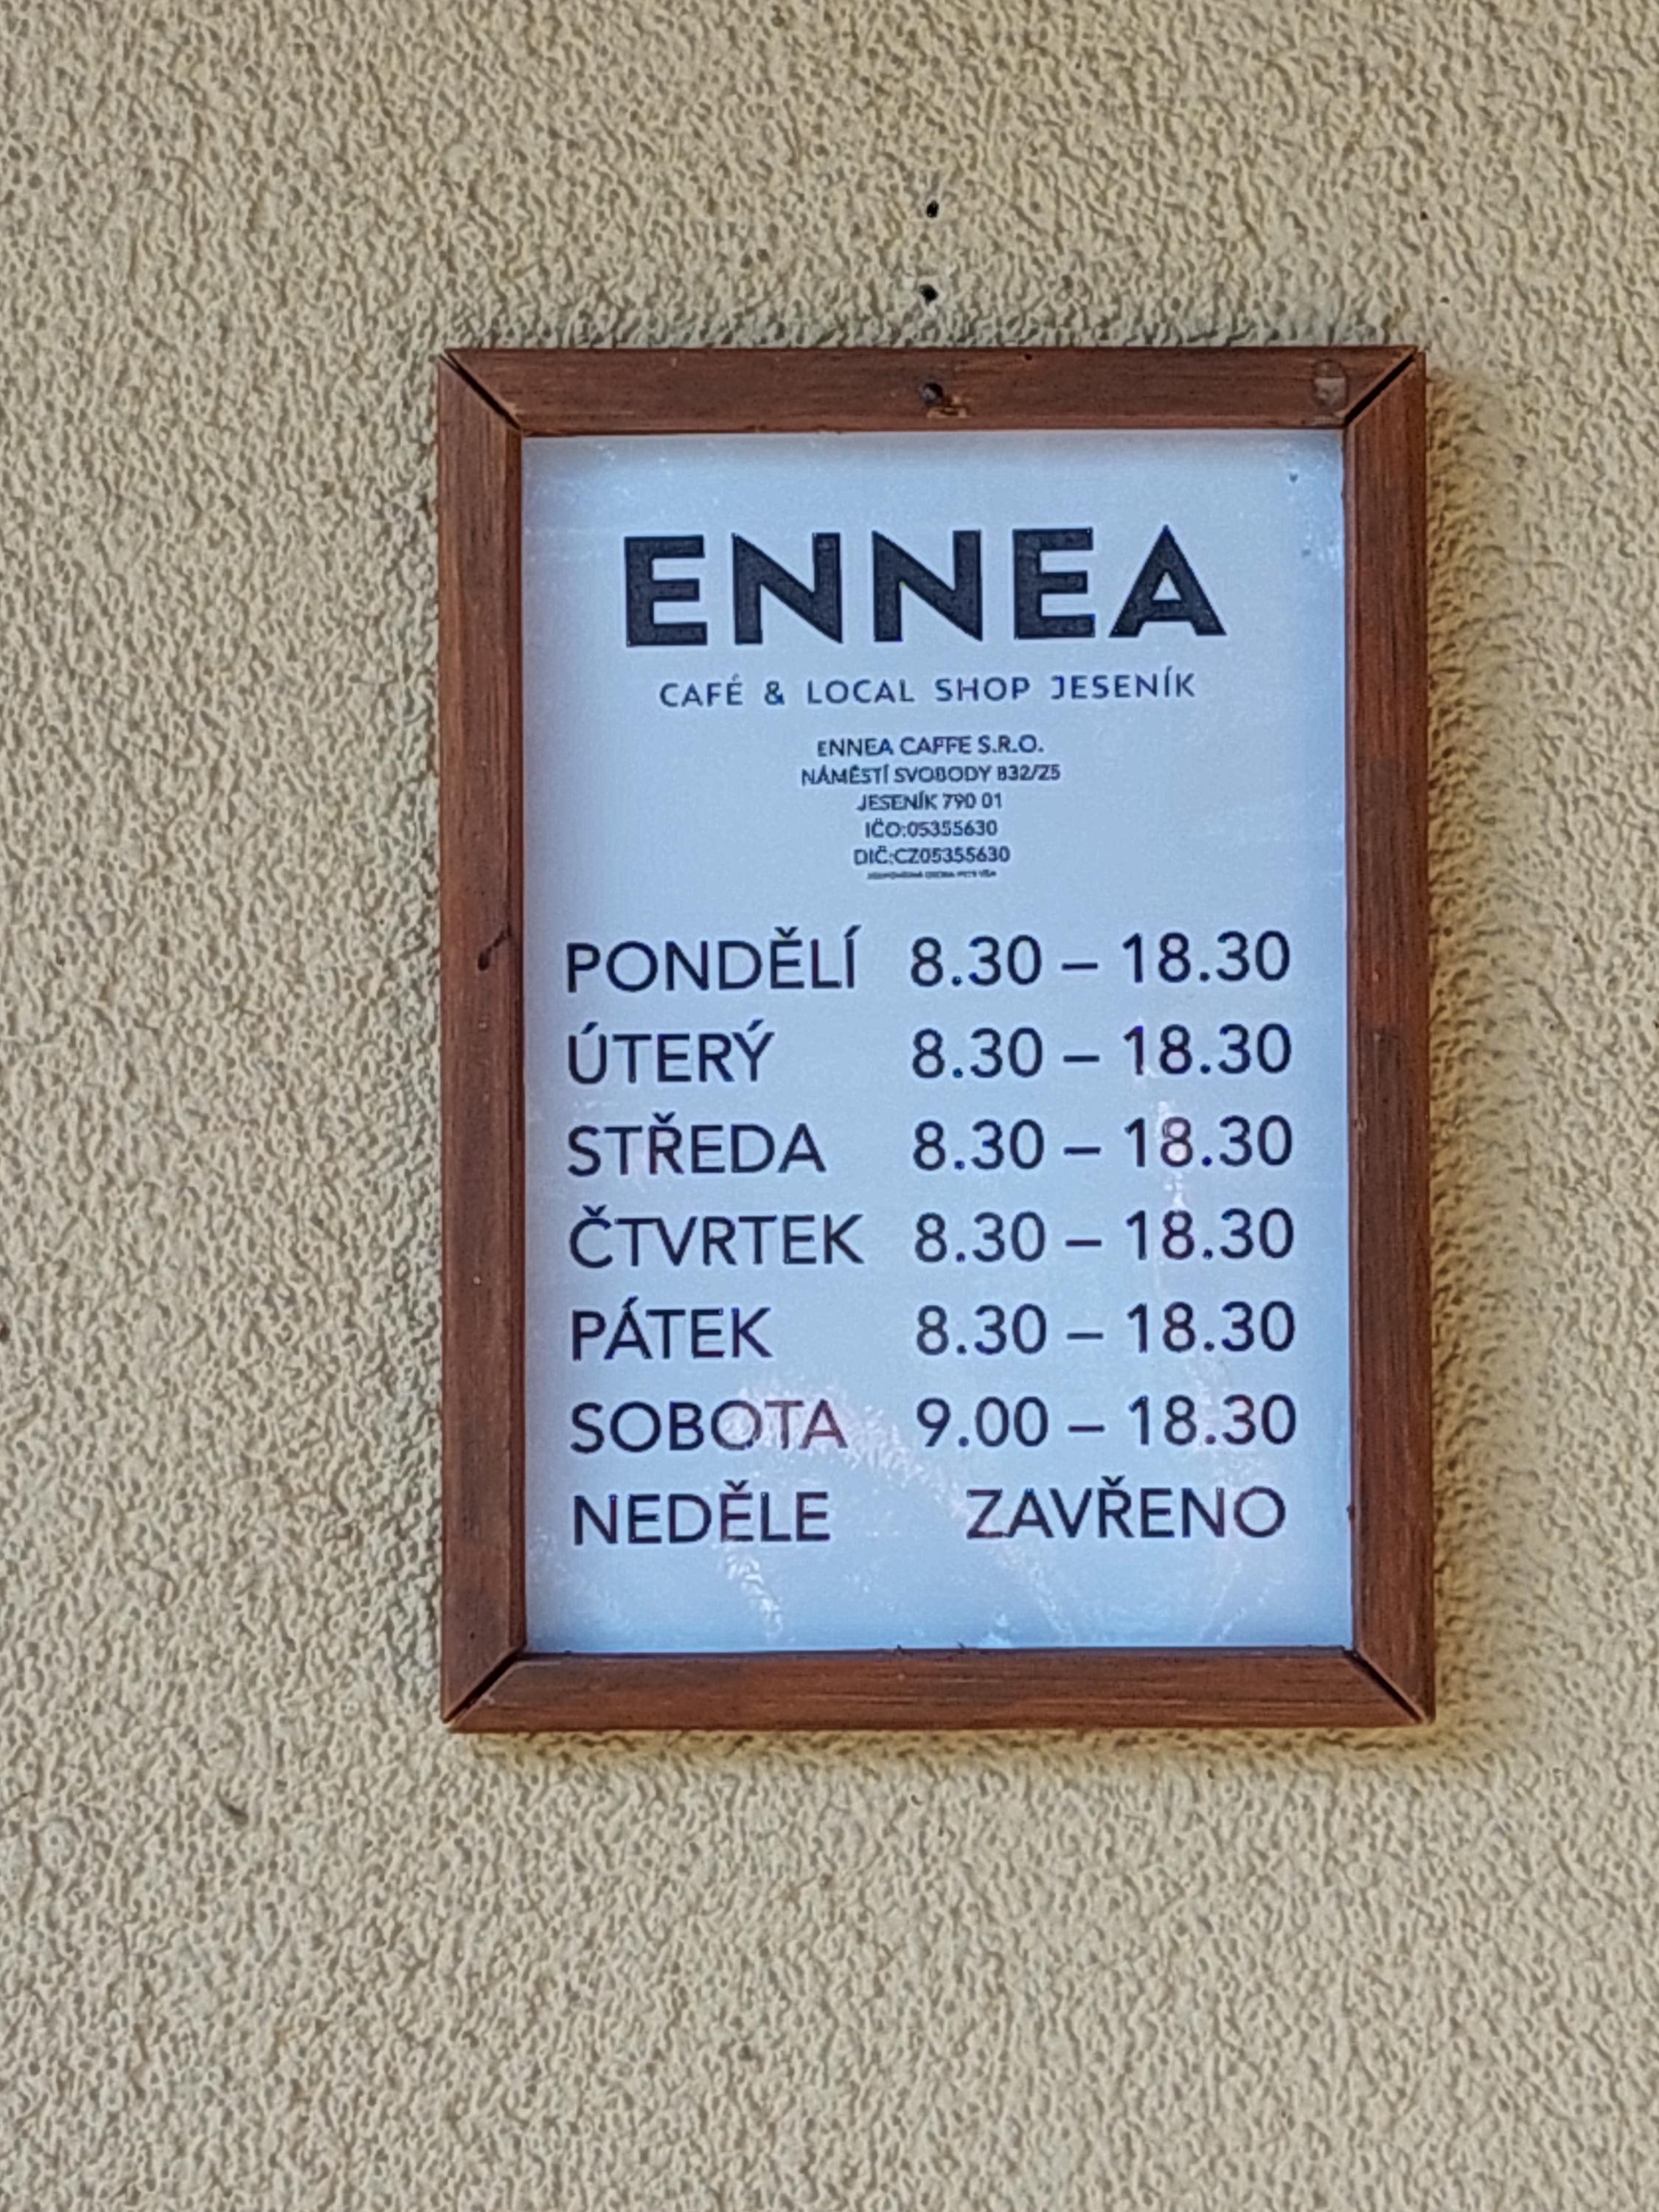 ENNEA
CAFÉ & LOCAL SHOP JESENÍK
ENNEA CAFFE S.R.O.
NÁMĚSTÍ SVOBODY 832/25
JESENÍK 790 01
IČO:05355630
DIČ:CZ05355630
PONDĚLÍ 8.30 – 18.30
ÚTERÝ 8.30 – 18.30
STŘEDA 8.30 – 18.30
ČTVRTEK 8.30 – 18.30
PÁTEK 8.30 – 18.30
SOBOTA 9.00 – 18.30
NEDĚLE ZAVŘENO